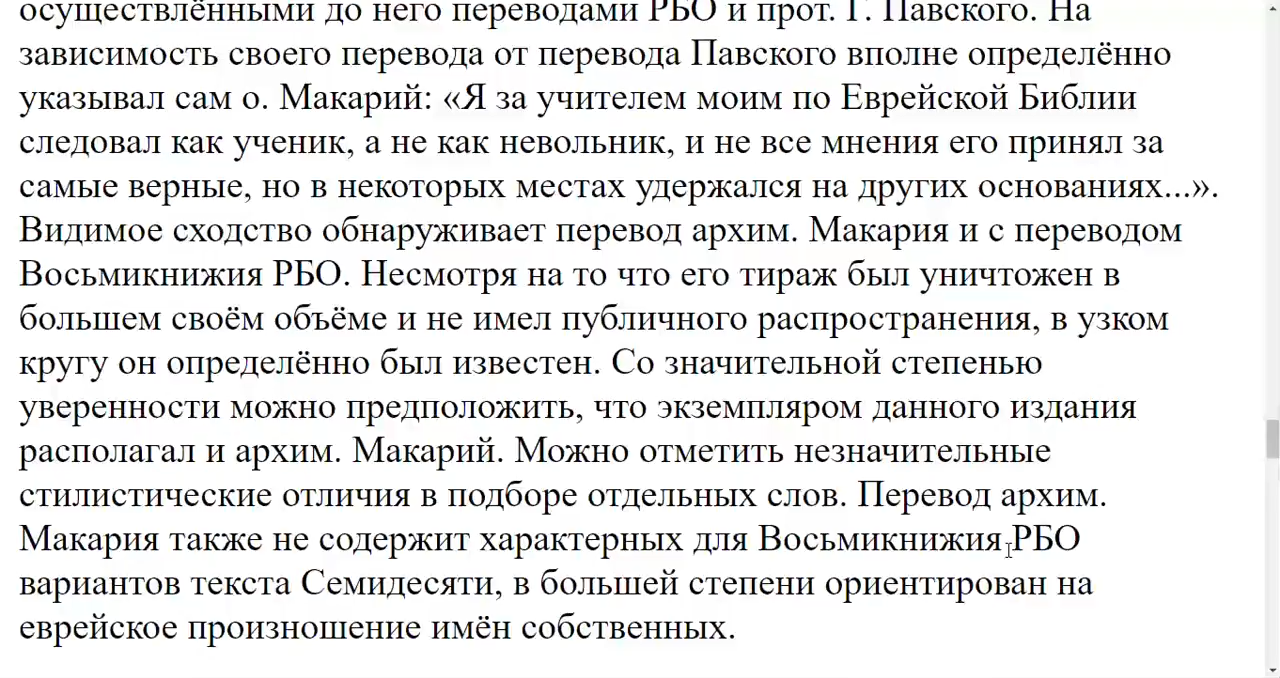 осуществлёнными до него переводами РБО и прот. Г. Павского. На
зависимость своего перевода от перевода Павского вполне определённо
указывал сам о. Макарий: «Я за учителем моим по Еврейской Библии
следовал как ученик, а не как невольник, и не все мнения его принял за
самые верные, но в некоторых местах удержался на других основаниях...».
Видимое сходство обнаруживает перевод архим. Макария и с переводом
Восьмикнижия РБО. Несмотря на то что его тираж был уничтожен в
большем своём объёме и не имел публичного распространения, в узком
кругу он определённо был известен. Со значительной степенью
уверенности можно предположить, что экземпляром данного издания
располагал и архим. Макарий. Можно отметить незначительные
стилистические отличия в подборе отдельных слов. Перевод архим.
Макария также не содержит характерных для Восьмикнижия РБО
вариантов текста Семидесяти, в большей степени ориентирован на
еврейское произношение имён собственных.